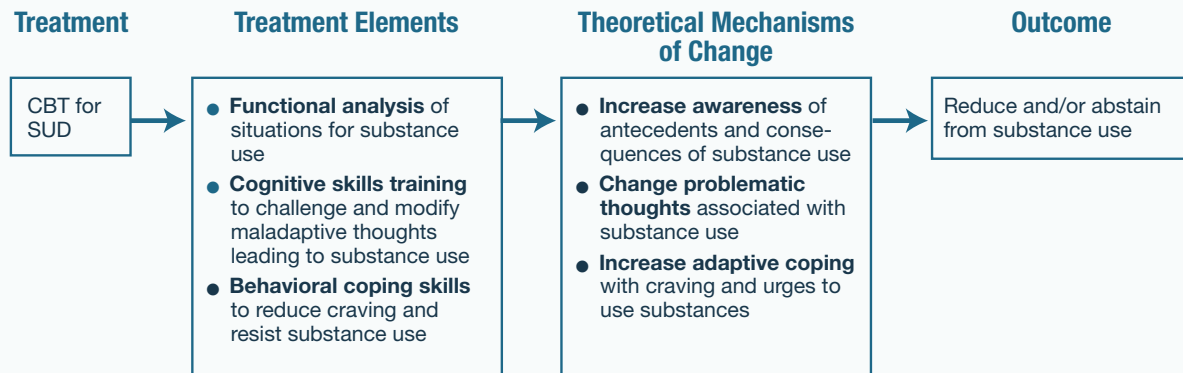 Treatment
Treatment Elements
Theoretical Mechanisms
of Change
Outcome
CBT for
SUD
● Functional analysis of
situations for substance
use
● Cognitive skills training
to challenge and modify
maladaptive thoughts
leading to substance use
● Behavioral coping skills
to reduce craving and
resist substance use
● Increase awareness of
antecedents and conse-
quences of substance use
● Change problematic
thoughts associated with
substance use
● Increase adaptive coping
with craving and urges to
use substances
Reduce and/or abstain
from substance use